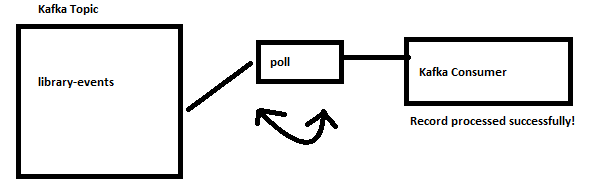 Kafka Topic
library-events
poll
Kafka Consumer
Record processed successfully!